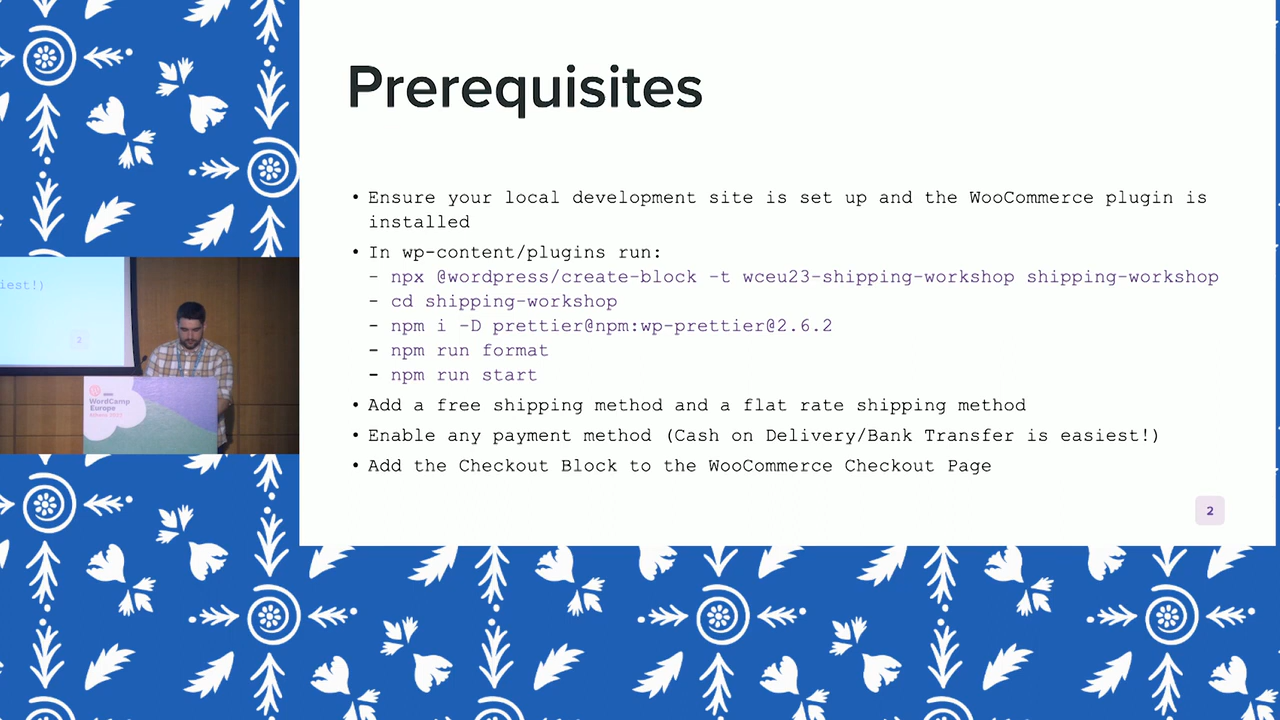 Prerequisites
• Ensure your local development site is set up and the WooCommerce plugin is
installed
• In wp-content/plugins run:
- npx @wordpress/create-block -t wceu23-shipping-workshop shipping-workshop
- cd shipping-workshop
- npm i -D prettier@npm:wp-prettier@2.6.2
- npm run format
- npm run start
• Add a free shipping method and a flat rate shipping method
• Enable any payment method (Cash on Delivery/Bank Transfer is easiest!)
• Add the Checkout Block to the WooCommerce Checkout Page
2
iest!)
2
WordCamp
Europe